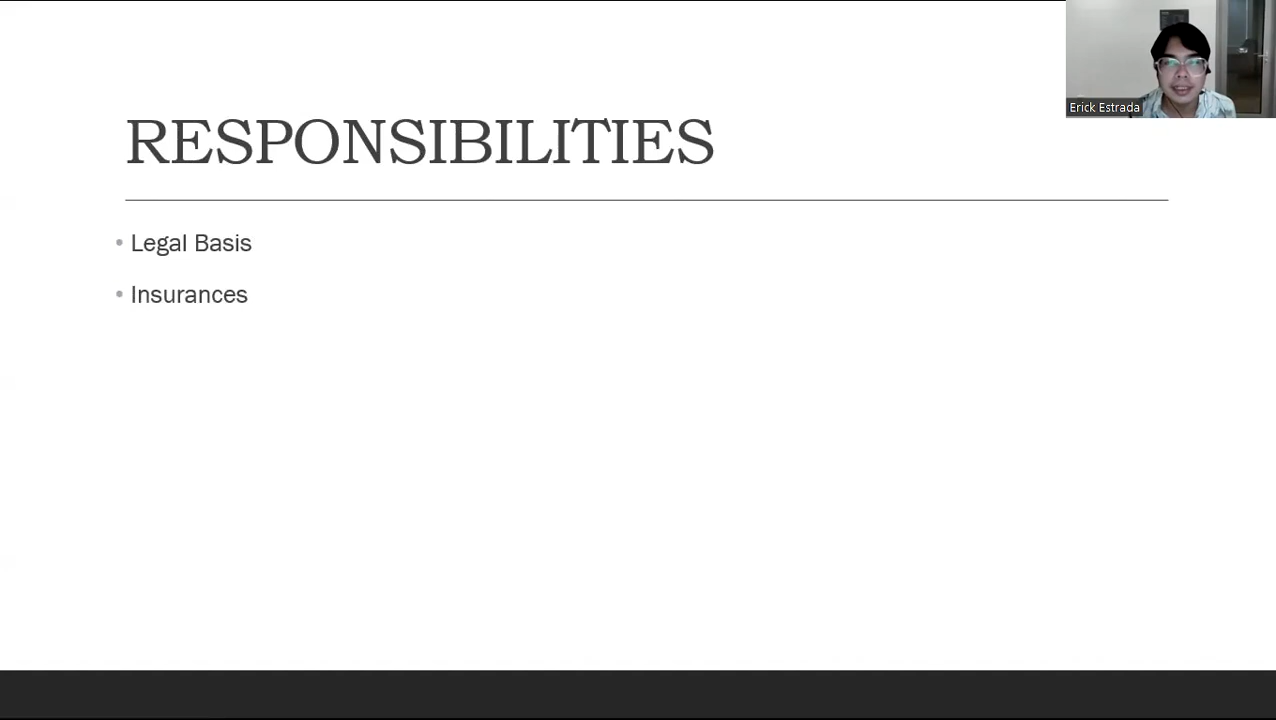 RESPONSIBILITIES
• Legal Basis
• Insurances
Erick Estrada